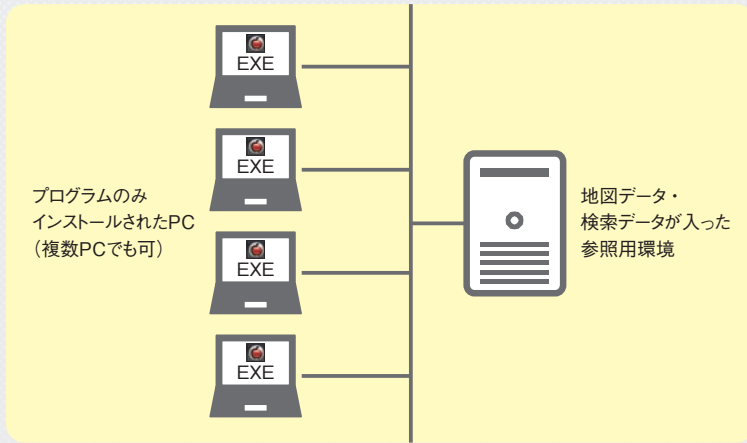 EXE
EXE
プログラムのみ
インストールされたPC
（複数PCでも可）
EXE
EXE
地図データ・
検索データが入った
参照用環境